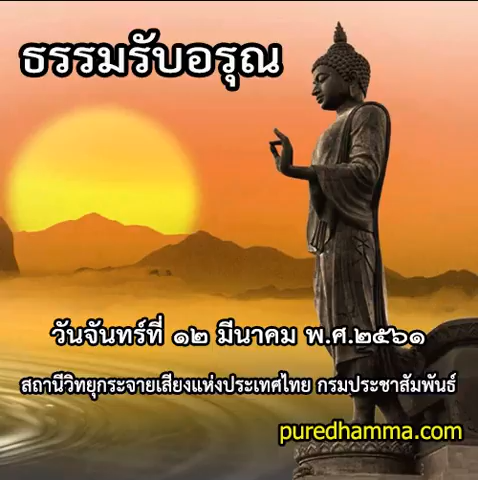 ธรรมรับอรุณ
วันจันทร์ที่ ๑๒ มีนาคม พ.ศ.๒๕๖๑
สถานีวิทยุกระจายเสียงแห่งประเทศไทย กรมประชาสัมพันธ์
puredhamma.com